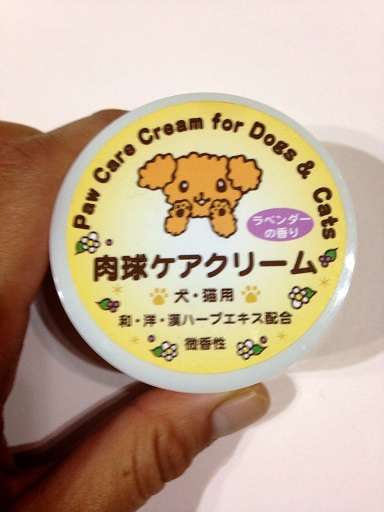 Paw Care Cream for Dogs & Cats
ラベンダー
の香り
肉球ケアクリーム
犬・猫用
和・洋・漢ハーブエキス配合
微香性